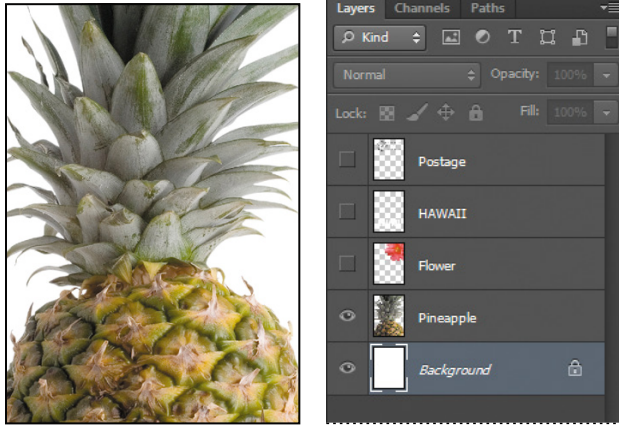 Layers Channels Paths
Kind T
Normal Opacity: 100%
Lock: Fill: 100%
Postage
HAWAII
Flower
Pineapple
Background